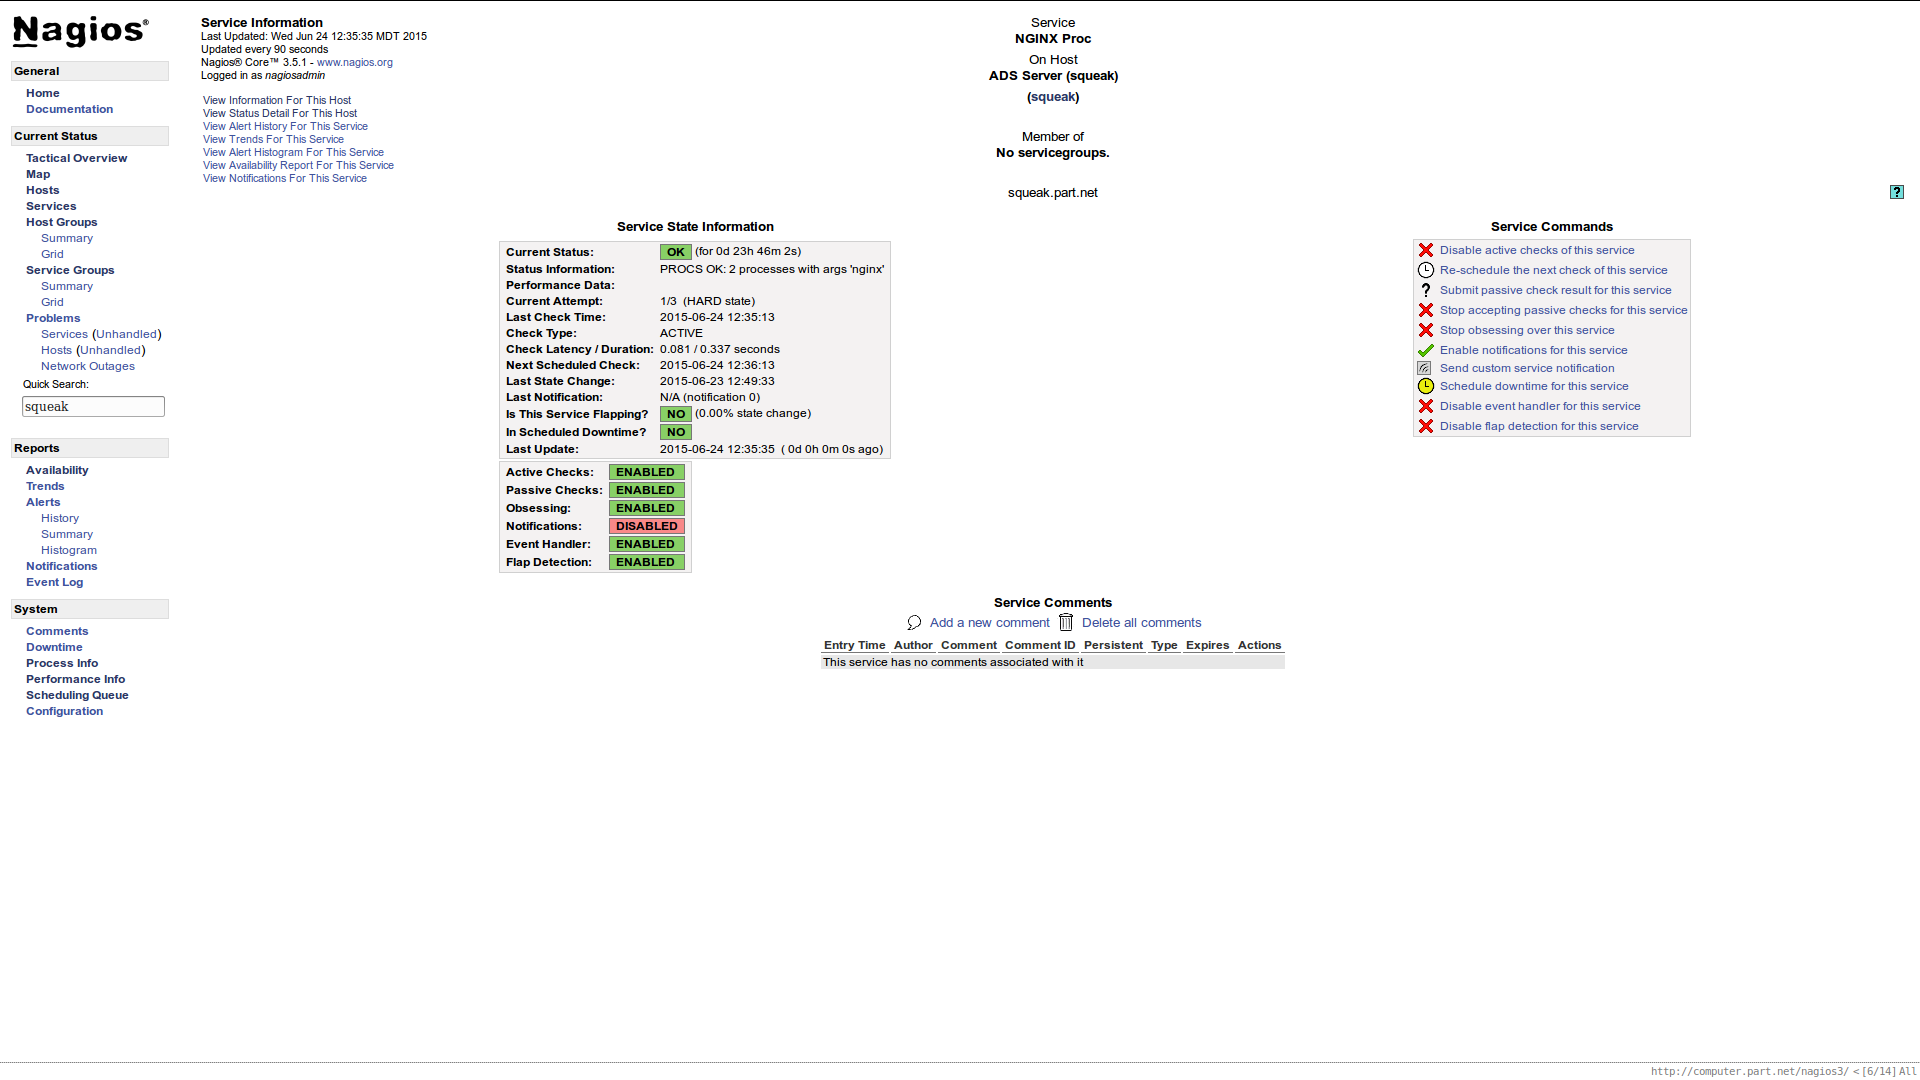 Nagios®
General
Home
Documentation
Current Status
Tactical Overview
Map
Hosts
Services
Host Groups
Summary
Grid
Service Groups
Summary
Grid
Problems
Services (Unhandled)
Hosts (Unhandled)
Network Outages
Quick Search:
squeak
Reports
Availability
Trends
Alerts
History
Summary
Histogram
Notifications
Event Log
System
Comments
Downtime
Process Info
Performance Info
Scheduling Queue
Configuration
Service Information
Last Updated: Wed Jun 24 12:35:35 MDT 2015
Updated every 90 seconds
Nagios® Core™ 3.5.1 - www.nagios.org
Logged in as nagiosadmin
View Information For This Host
View Status Detail For This Host
View Alert History For This Service
View Trends For This Service
View Alert Histogram For This Service
View Availability Report For This Service
View Notifications For This Service
Service
NGINX Proc
On Host
ADS Server (squeak)
(squeak)
Member of
No servicegroups.
squeak.part.net
?
Service State Information
Current Status: OK (for 0d 23h 46m 2s)
Status Information: PROCS OK: 2 processes with args 'nginx'
Performance Data:
Current Attempt: 1/3 (HARD state)
Last Check Time: 2015-06-24 12:35:13
Check Type: ACTIVE
Check Latency / Duration: 0.081 / 0.337 seconds
Next Scheduled Check: 2015-06-24 12:36:13
Last State Change: 2015-06-23 12:49:33
Last Notification: N/A (notification 0)
Is This Service Flapping? NO (0.00% state change)
In Scheduled Downtime? NO
Last Update: 2015-06-24 12:35:35 ( 0d 0h 0m 0s ago)
Active Checks: ENABLED
Passive Checks: ENABLED
Obsessing: ENABLED
Notifications: DISABLED
Event Handler: ENABLED
Flap Detection: ENABLED
Service Commands
Disable active checks of this service
Re-schedule the next check of this service
? Submit passive check result for this service
Stop accepting passive checks for this service
Stop obsessing over this service
Enable notifications for this service
Send custom service notification
Schedule downtime for this service
Disable event handler for this service
Disable flap detection for this service
Service Comments
Add a new comment Delete all comments
Entry Time Author Comment Comment ID Persistent Type Expires Actions
This service has no comments associated with it
http://computer.part.net/nagios3/ < [6/14] All